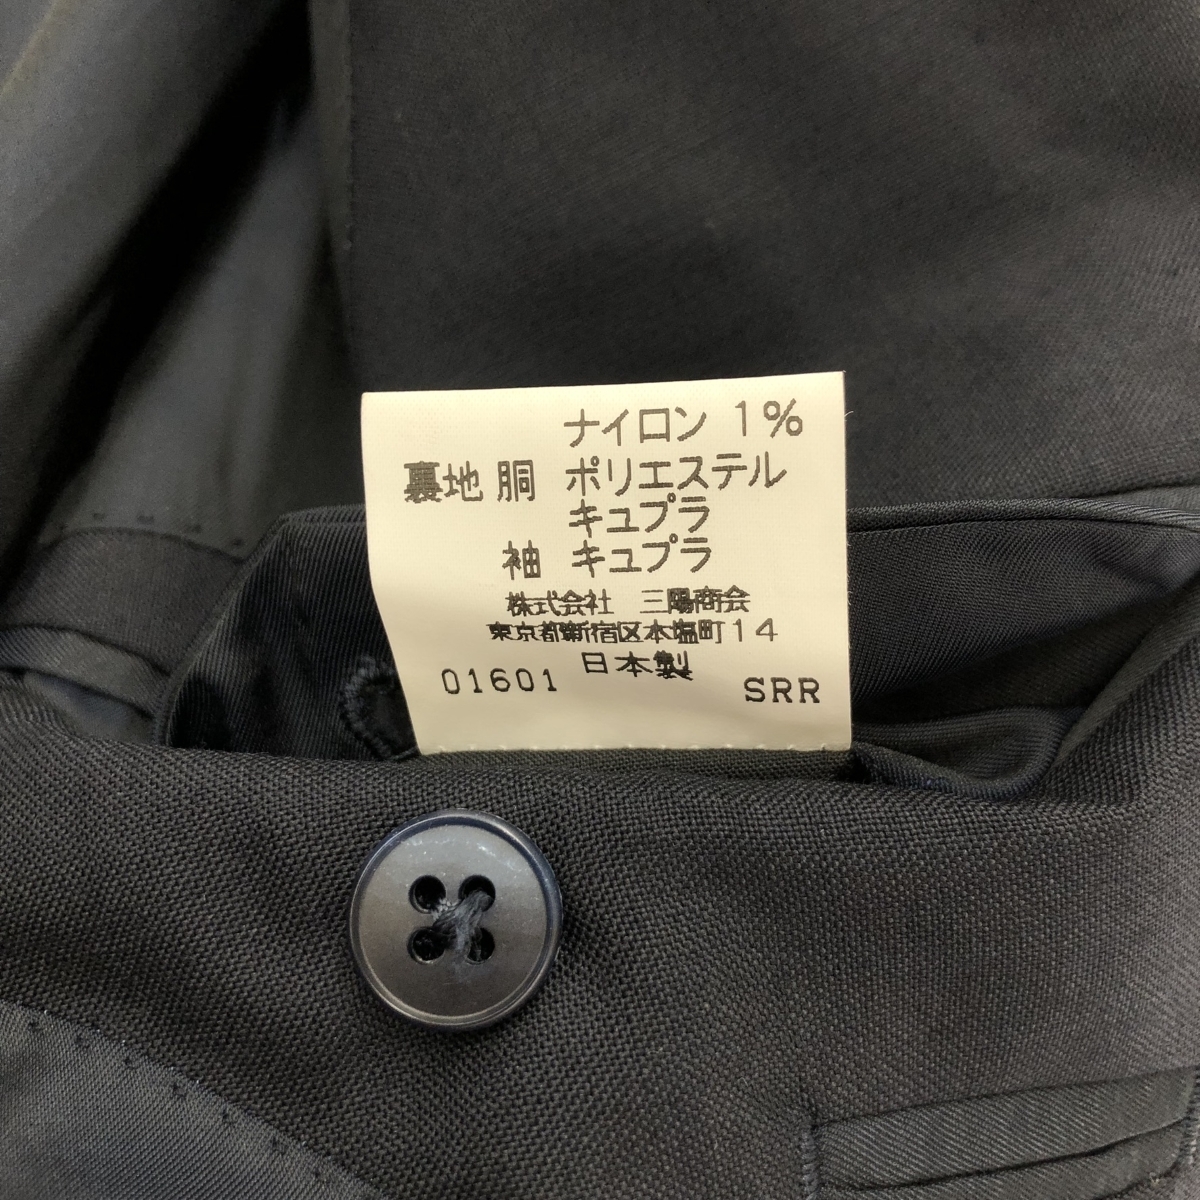 ナイロン 1%
裏地 胴 ポリエステル
キュプラ
袖 キュプラ
株式会社 三陽商会
東京都新宿区本塩町14
日本製
01601 SRR